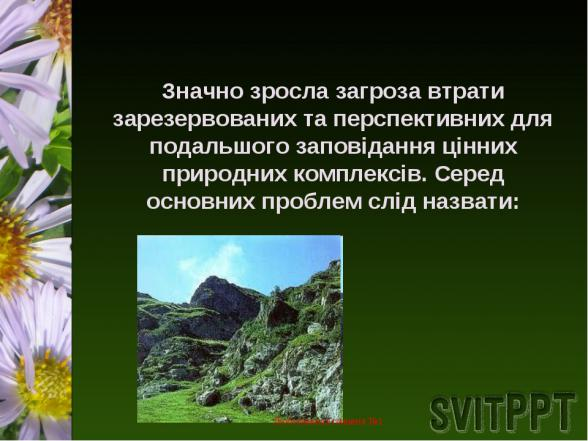 Значно зросла загроза втрати
зарезервованих та перспективних для
подальшого заповідання цінних
природних комплексів. Серед
основних проблем слід назвати:
SVITPPT